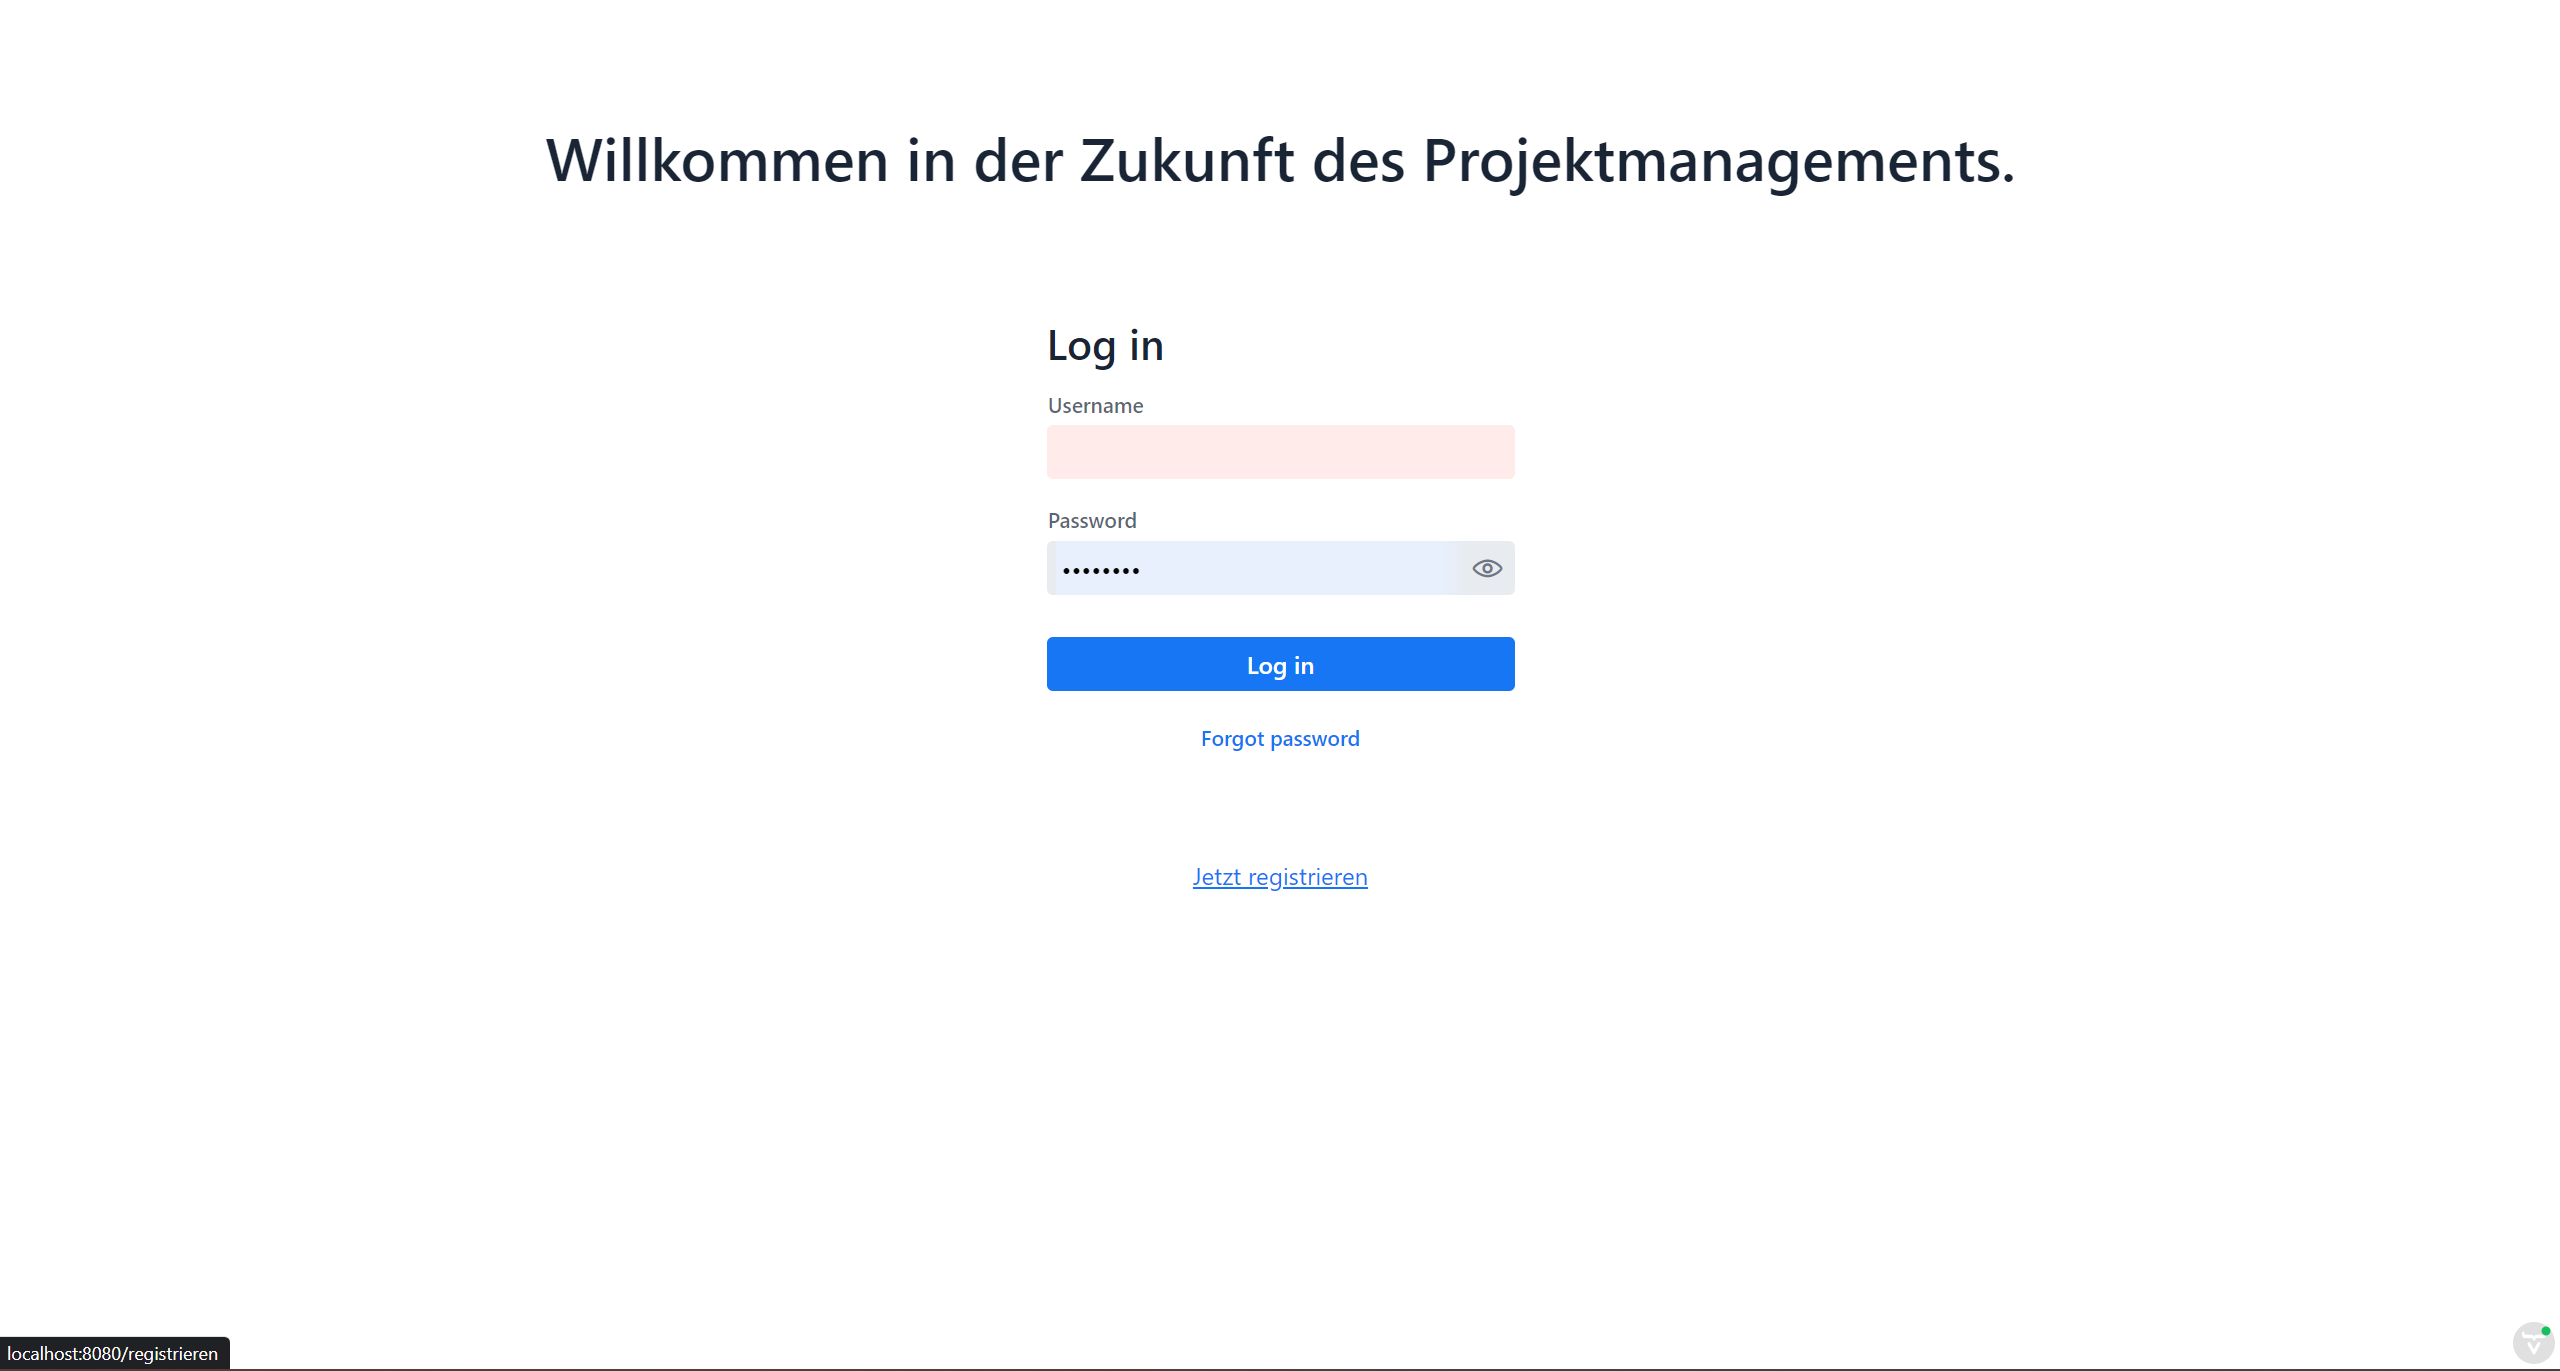 Willkommen in der Zukunft des Projektmanagements.
Log in
Username
Password
••••••••
Log in
Forgot password
Jetzt registrieren
localhost:8080/registrieren